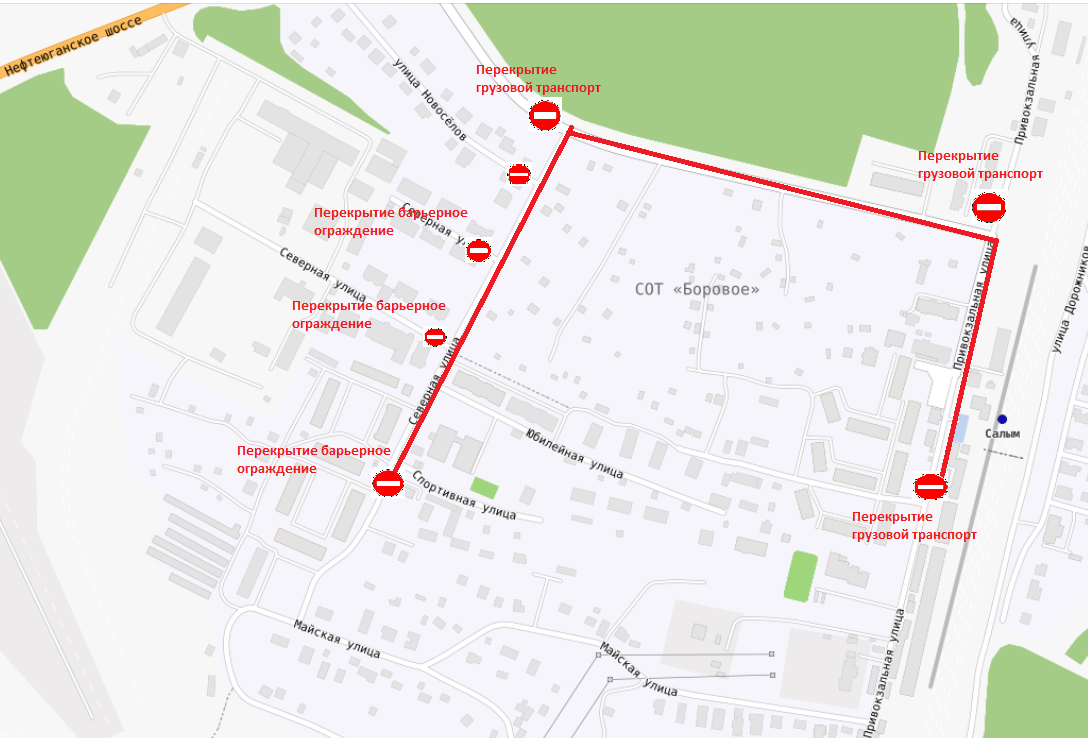 Нефтеюганское шоссе
улица
Привокзальная
улица Новосёлов
Перекрытие
грузовой транспорт
Перекрытие
грузовой транспорт
Северная у
Перекрытие барьерное
ограждение
Северная улица
СОТ «Боровое»
Привокзальная улица
улица Дорожников
Перекрытие барьерное
ограждение
Северная улица
Салым
Юбилейная улица
Перекрытие барьерное
ограждение
Спортивная улица
Перекрытие
грузовой транспорт
Майская улица
Майская улица
Привокзальная улица